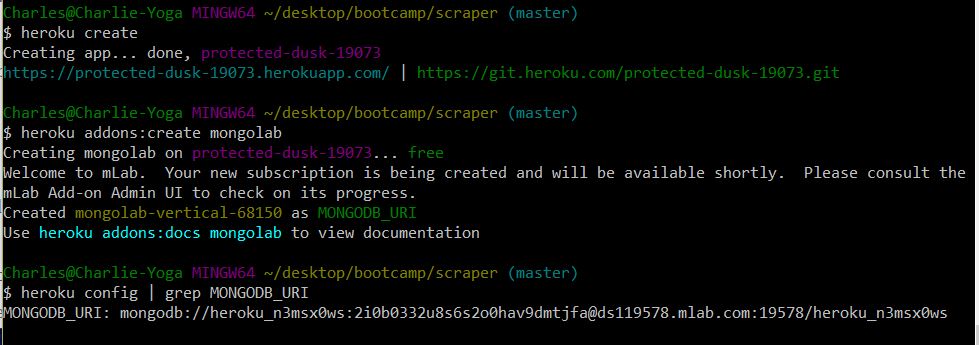 Charles@Charlie-Yoga MINGW64 ~/desktop/bootcamp/scraper (master)
$ heroku create
Creating app... done, protected-dusk-19073
https://protected-dusk-19073.herokuapp.com/ | https://git.heroku.com/protected-dusk-19073.git
Charles@Charlie-Yoga MINGW64 ~/desktop/bootcamp/scraper (master)
$ heroku addons:create mongolab
Creating mongolab on protected-dusk-19073... free
Welcome to mLab.  Your new subscription is being created and will be available shortly.  Please consult the
mLab Add-on Admin UI to check on its progress.
Created mongolab-vertical-68150 as MONGODB_URI
Use heroku addons:docs mongolab to view documentation
Charles@Charlie-Yoga MINGW64 ~/desktop/bootcamp/scraper (master)
$ heroku config | grep MONGODB_URI
MONGODB_URI: mongodb://heroku_n3msx0ws:2i0b0332u8s6s2o0hav9dmtjfa@ds119578.mlab.com:19578/heroku_n3msx0ws